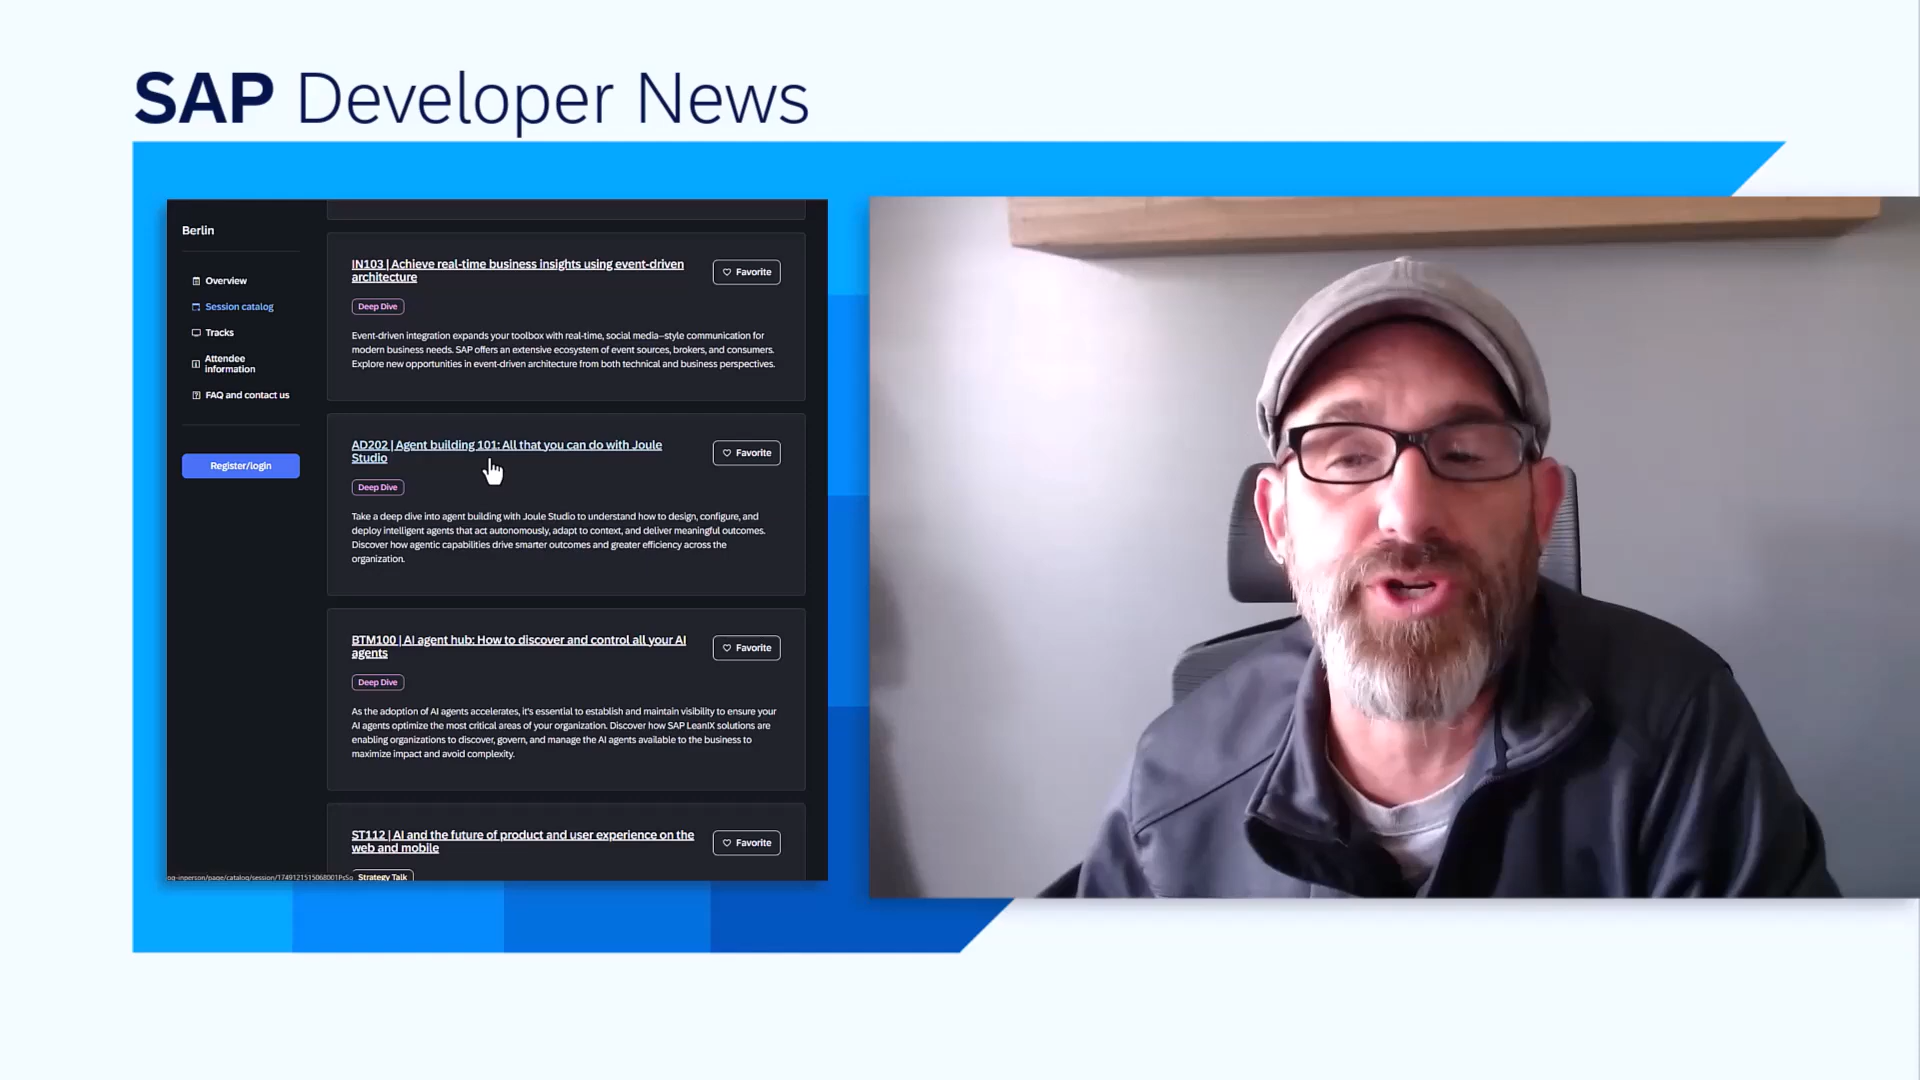 SAP Developer News
Berlin
Overview
Session catalog
Tracks
Attendee
information
FAQ and contact us
Register/login
IN103 | Achieve real-time business insights using event-driven
architecture
Favorite
Deep Dive
Event-driven integration expands your toolbox with real-time, social media–style communication for
modern business needs. SAP offers an extensive ecosystem of event sources, brokers, and consumers.
Explore new opportunities in event-driven architecture from both technical and business perspectives.
AD202 | Agent building 101: All that you can do with Joule
Studio
Favorite
Deep Dive
Take a deep dive into agent building with Joule Studio to understand how to design, configure, and
deploy intelligent agents that act autonomously, adapt to context, and deliver meaningful outcomes.
Discover how agentic capabilities drive smarter outcomes and greater efficiency across the
organization.
BTM100 | AI agent hub: How to discover and control all your AI
agents
Favorite
Deep Dive
As the adoption of AI agents accelerates, it's essential to establish and maintain visibility to ensure your
AI agents optimize the most critical areas of your organization. Discover how SAP LeanIX solutions are
enabling organizations to discover, govern, and manage the AI agents available to the business to
maximize impact and avoid complexity.
ST112 | AI and the future of product and user experience on the
web and mobile
Favorite
Strategy Talk